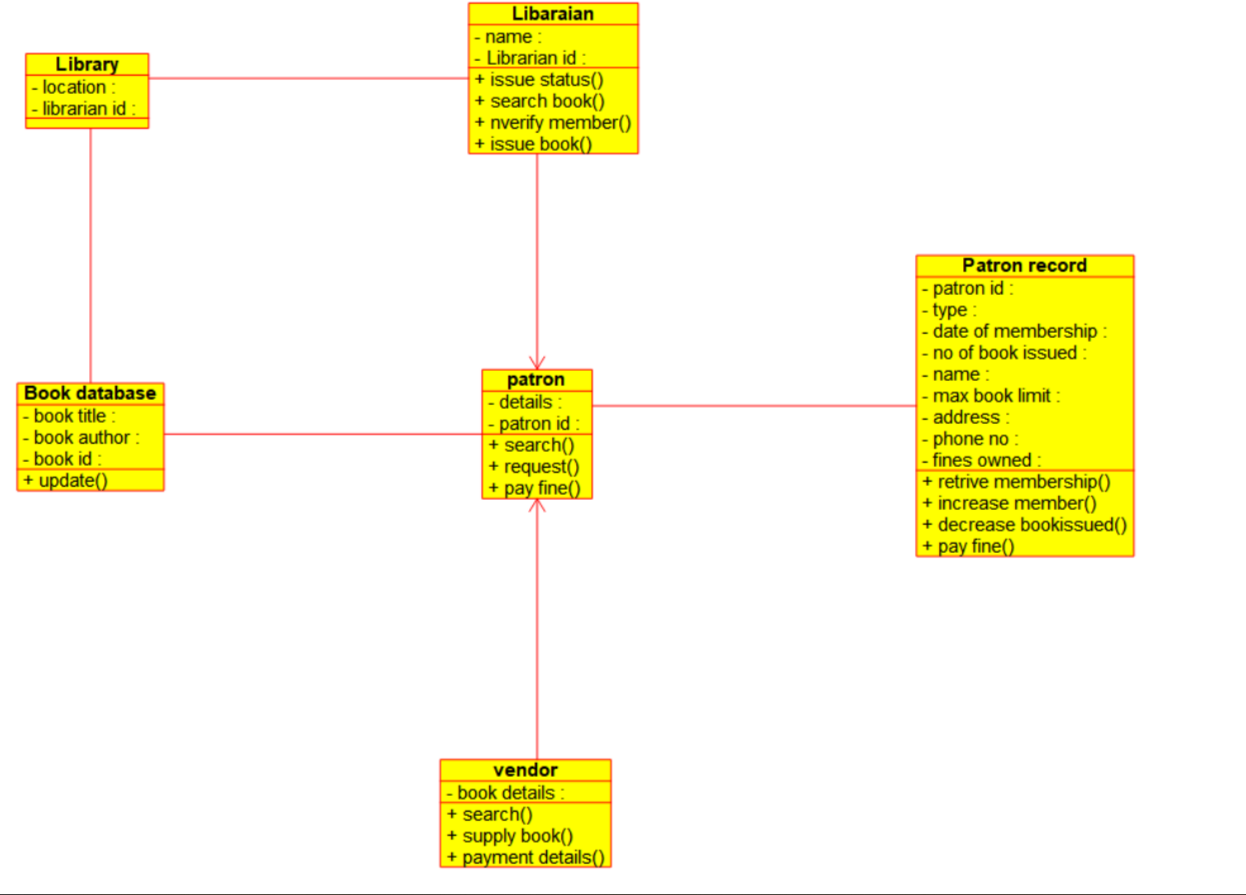 Libaraian
- name :
- Librarian id :
+ issue status()
+ search book()
+ nverify member()
+ issue book()
Library
- location :
- librarian id :
Patron record
- patron id :
- type :
- date of membership :
- no of book issued :
- name :
- max book limit :
- address :
- phone no :
- fines owned :
+ retrive membership()
+ increase member()
+ decrease bookissued()
+ pay fine()
patron
- details :
- patron id :
+ search()
+ request()
+ pay fine()
Book database
- book title :
- book author :
- book id :
+ update()
vendor
- book details :
+ search()
+ supply book()
+ payment details()